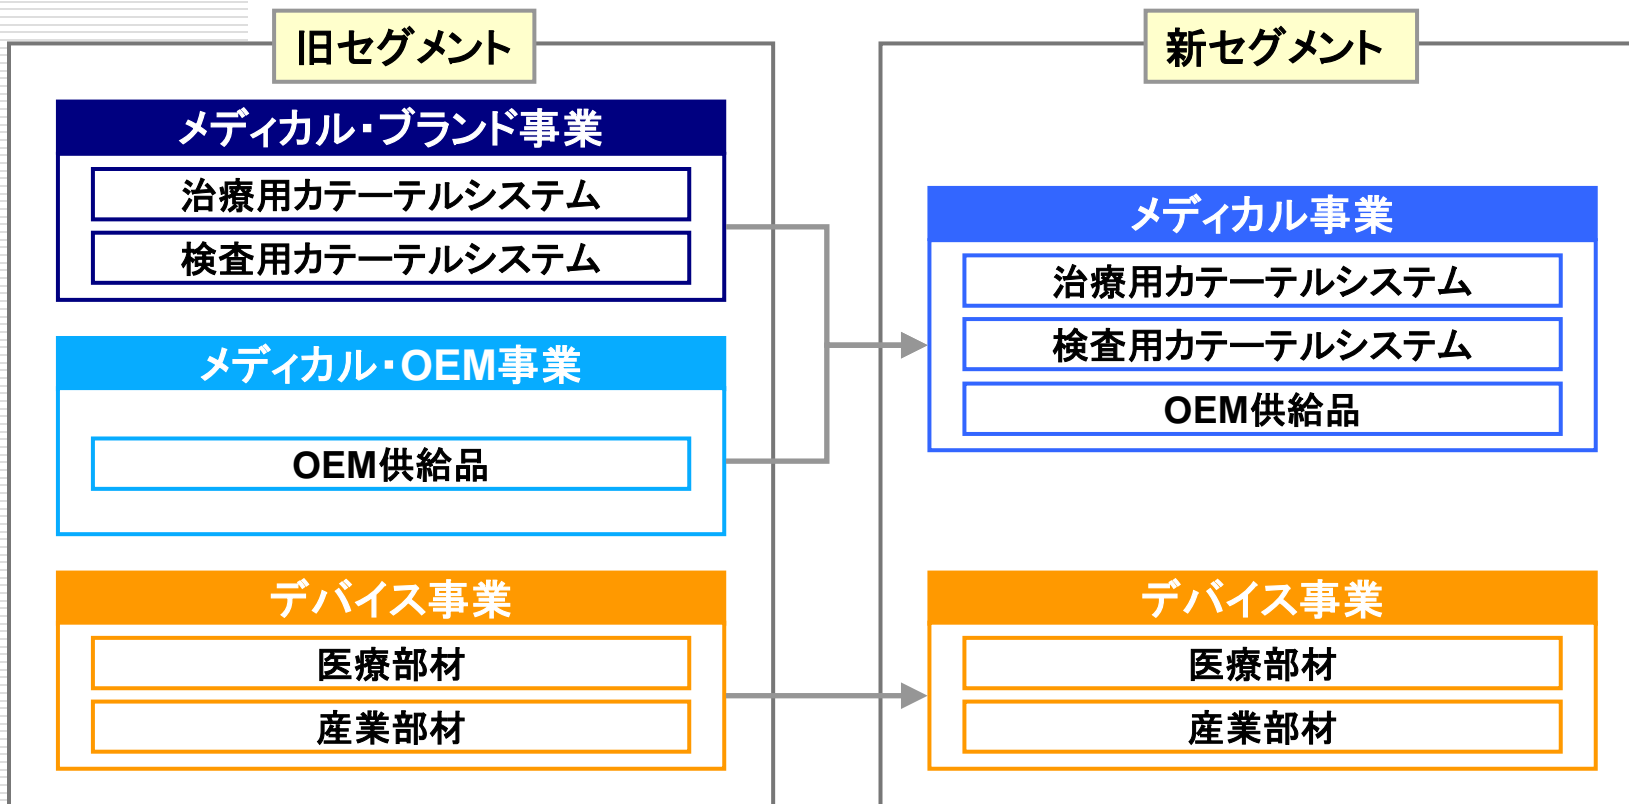 旧セグメント
メディカル・ブランド事業
治療用カテーテルシステム
検査用カテーテルシステム
メディカル・OEM事業
OEM供給品
デバイス事業
医療部材
産業部材
新セグメント
メディカル事業
治療用カテーテルシステム
検査用カテーテルシステム
OEM供給品
デバイス事業
医療部材
産業部材